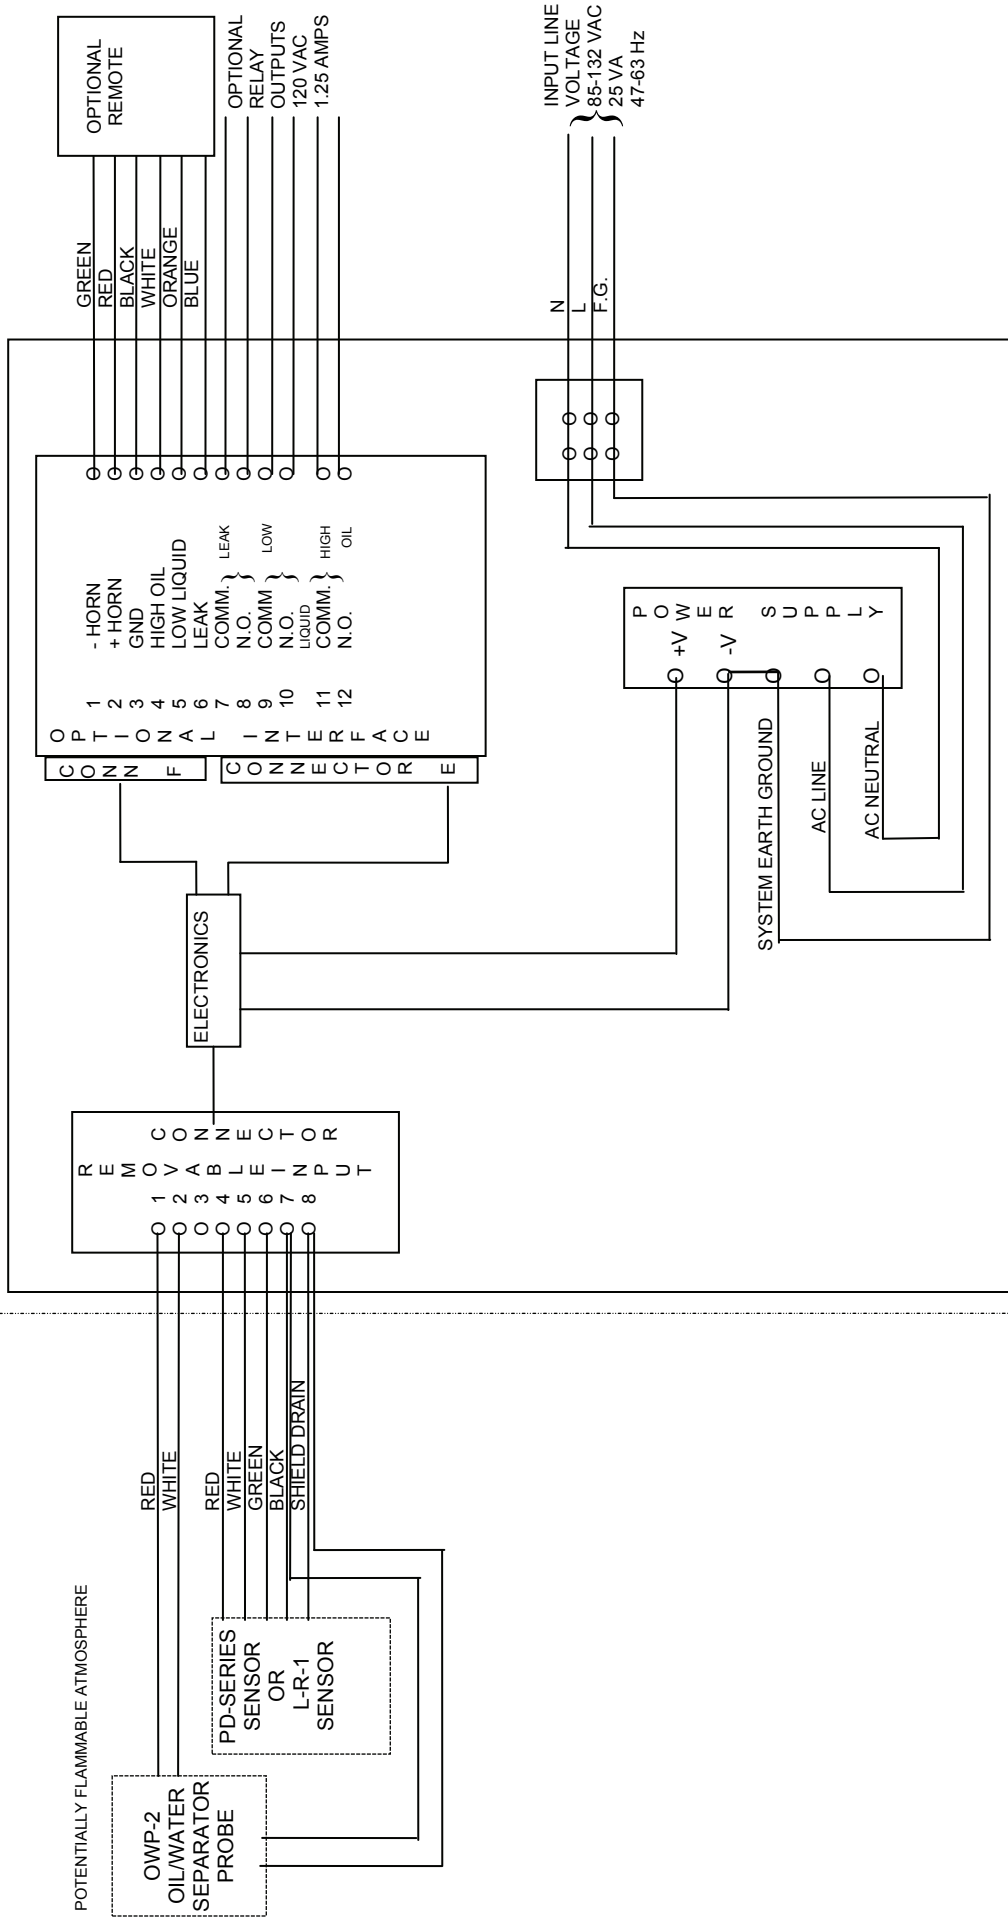 POTENTIALLY FLAMMABLE ATMOSPHERE
OWP-2
OIL/WATER
SEPARATOR
PROBE
PD-SERIES
SENSOR
OR
L-R-1
SENSOR
RED
WHITE
RED
WHITE
GREEN
BLACK
SHIELD DRAIN
1
2
3
4
5
6
7
8
REMOVABLE INPUT
CONNECTOR
ELECTRONICS
CONN F
CONNECTOR E
OPTIONAL INTERFACE
1 - HORN
2 + HORN
3 GND
4 HIGH OIL
5 LOW LIQUID
6 LEAK
7 COMM.
8 N.O.
LEAK
9 COMM
10 N.O.
LOW
LIQUID
11 COMM.
12 N.O.
HIGH
OIL
GREEN
RED
BLACK
WHITE
ORANGE
BLUE
OPTIONAL
REMOTE
OPTIONAL
RELAY
OUTPUTS
120 VAC
1.25 AMPS
N
L
F.G.
INPUT LINE
VOLTAGE
85-132 VAC
25 VA
47-63 Hz
POWER SUPPLY
+V
-V
SYSTEM EARTH GROUND
AC LINE
AC NEUTRAL